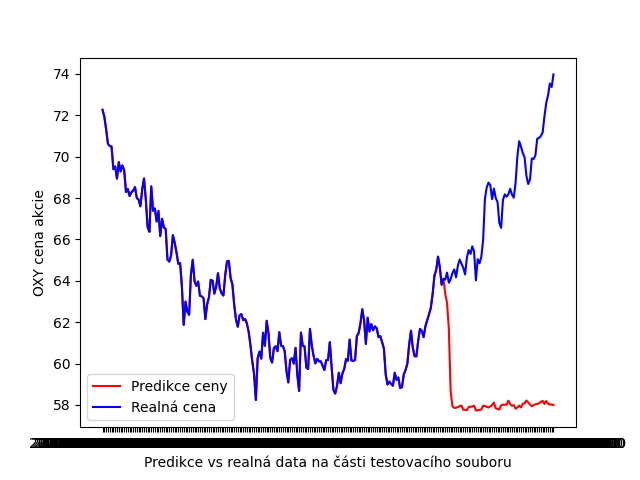 74
72
70
68
66
64
62
60
58
OXY cena akcie
Predikce ceny
Realná cena
Predikce vs realná data na části testovacího souboru